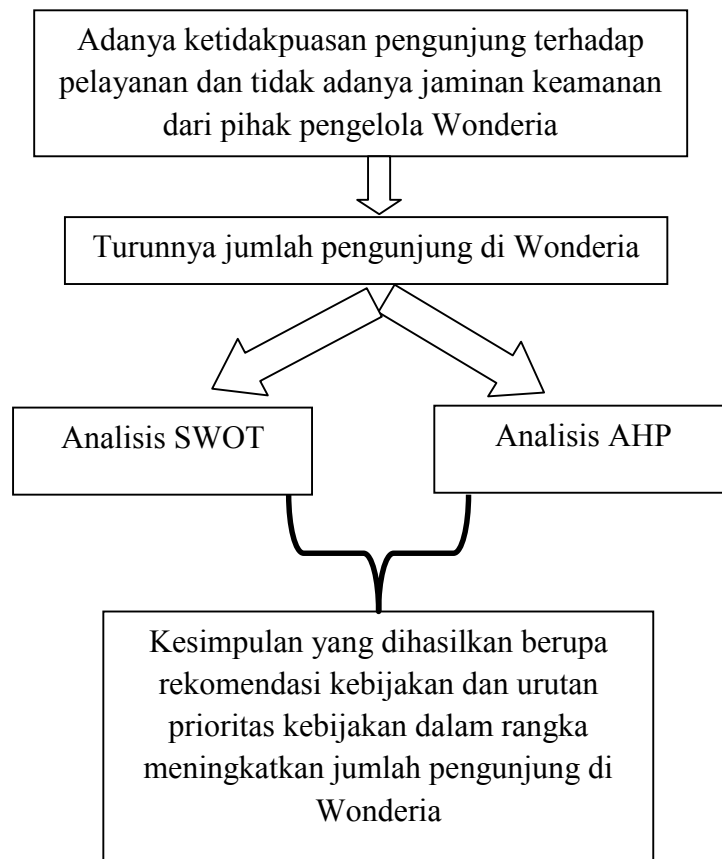 Adanya ketidakpuasan pengunjung terhadap
pelayanan dan tidak adanya jaminan keamanan
dari pihak pengelola Wonderia
Turunnya jumlah pengunjung di Wonderia
Analisis SWOT
Analisis AHP
Kesimpulan yang dihasilkan berupa
rekomendasi kebijakan dan urutan
prioritas kebijakan dalam rangka
meningkatkan jumlah pengunjung di
Wonderia